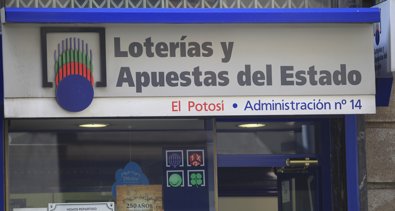 Loterías y
Apuestas del Estado
El Potosí • Administración nº 14
250 AÑOS